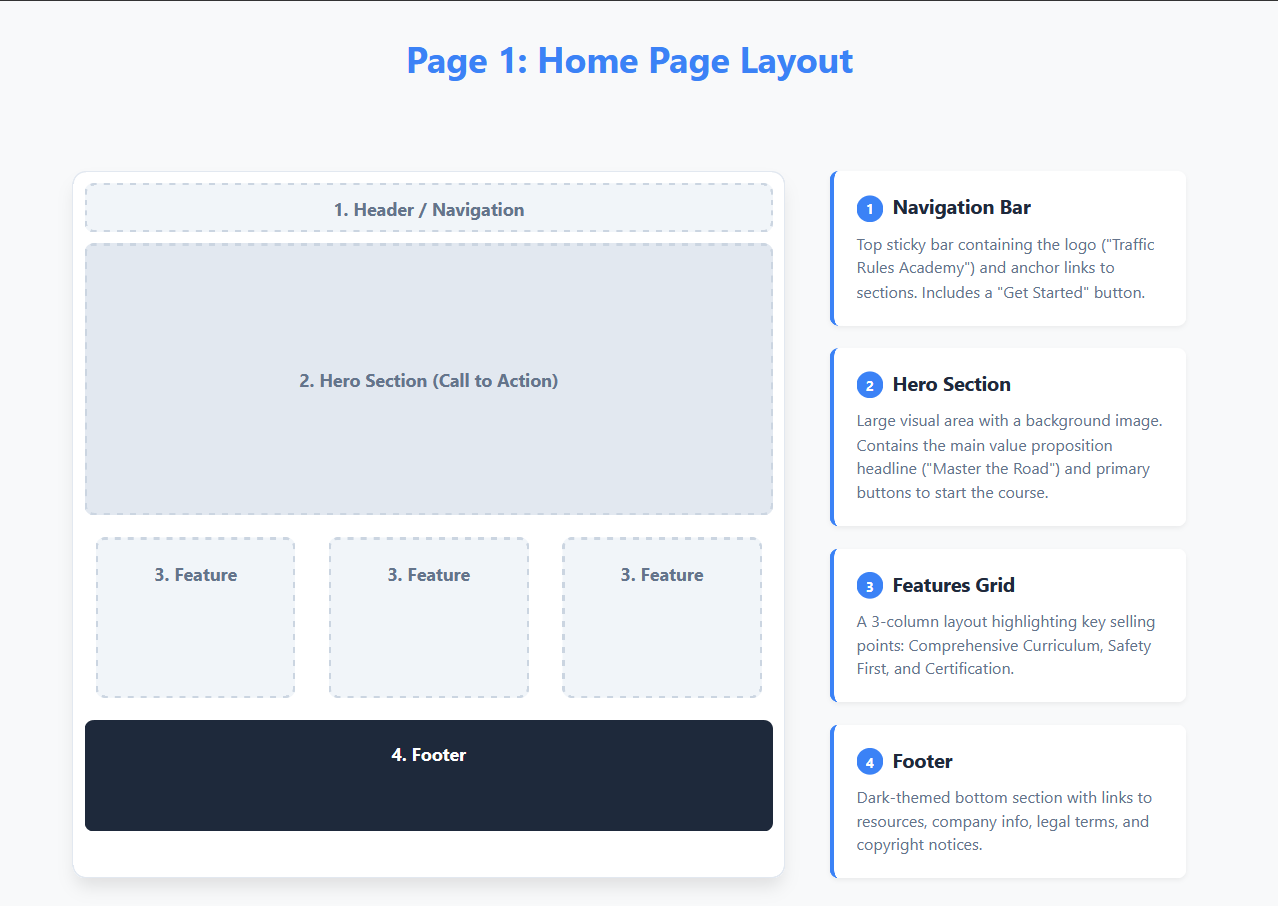 Page 1: Home Page Layout
1. Header / Navigation
2. Hero Section (Call to Action)
3. Feature
3. Feature
3. Feature
4. Footer
1 Navigation Bar
Top sticky bar containing the logo ("Traffic
Rules Academy") and anchor links to
sections. Includes a "Get Started" button.
2 Hero Section
Large visual area with a background image.
Contains the main value proposition
headline ("Master the Road") and primary
buttons to start the course.
3 Features Grid
A 3-column layout highlighting key selling
points: Comprehensive Curriculum, Safety
First, and Certification.
4 Footer
Dark-themed bottom section with links to
resources, company info, legal terms, and
copyright notices.